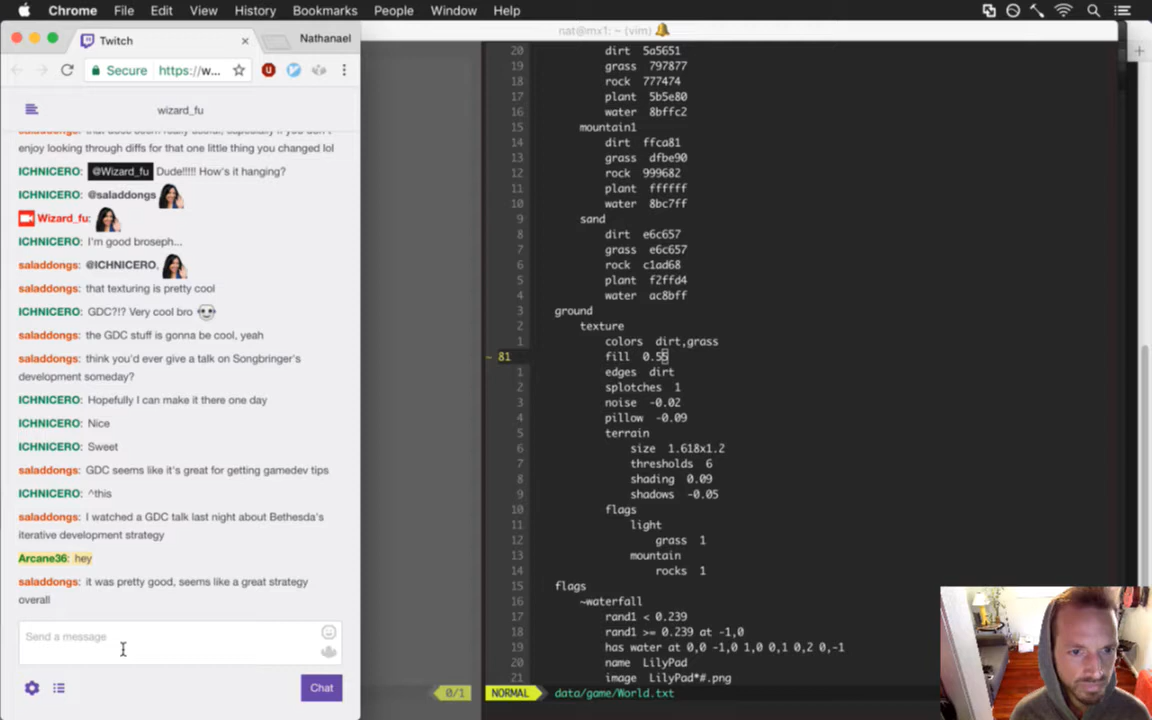 Chrome File Edit View History Bookmarks People Window Help
Twitch Nathanael
nat@mx1: ~ (vim)
Secure https://w...
wizard_fu
enjoy looking through diffs for that one little thing you changed lol
ICHNICERO: @Wizard_fu Dude!!!!! How's it hanging?
ICHNICERO: @saladdongs
Wizard_fu:
ICHNICERO: I'm good broseph...
saladdongs: @ICHNICERO,
saladdongs: that texturing is pretty cool
ICHNICERO: GDC?!? Very cool bro
saladdongs: the GDC stuff is gonna be cool, yeah
saladdongs: think you'd ever give a talk on Songbringer's
development someday?
ICHNICERO: Hopefully I can make it there one day
ICHNICERO: Nice
ICHNICERO: Sweet
saladdongs: GDC seems like it's great for getting gamedev tips
ICHNICERO: ^this
saladdongs: I watched a GDC talk last night about Bethesda's
iterative development strategy
Arcane36: hey
saladdongs: it was pretty good, seems like a great strategy
overall
Send a message
Chat
20 dirt 5a5651
19 grass 797877
18 rock 777474
17 plant 5b5e80
16 water 8bffc2
15 mountain1
14 dirt ffca81
13 grass dfbe90
12 rock 999682
11 plant ffffff
10 water 8bc7ff
9 sand
8 dirt e6c657
7 grass e6c657
6 rock c1ad68
5 plant f2ffd4
4 water ac8bff
3 ground
2 texture
1 colors dirt,grass
~ 81 fill 0.55
1 edges dirt
2 splotches 1
3 noise -0.02
4 pillow -0.09
5 terrain
6 size 1.618x1.2
7 thresholds 6
8 shading 0.09
9 shadows -0.05
10 flags
11 light
12 grass 1
13 mountain
14 rocks 1
15 flags
16 ~waterfall
17 rand1 < 0.239
18 rand1 >= 0.239 at -1,0
19 has water at 0,0 -1,0 1,0 0,1 0,2 0,-1
20 name LilyPad
21 image LilyPad*#.png
0/1 NORMAL data/game/World.txt